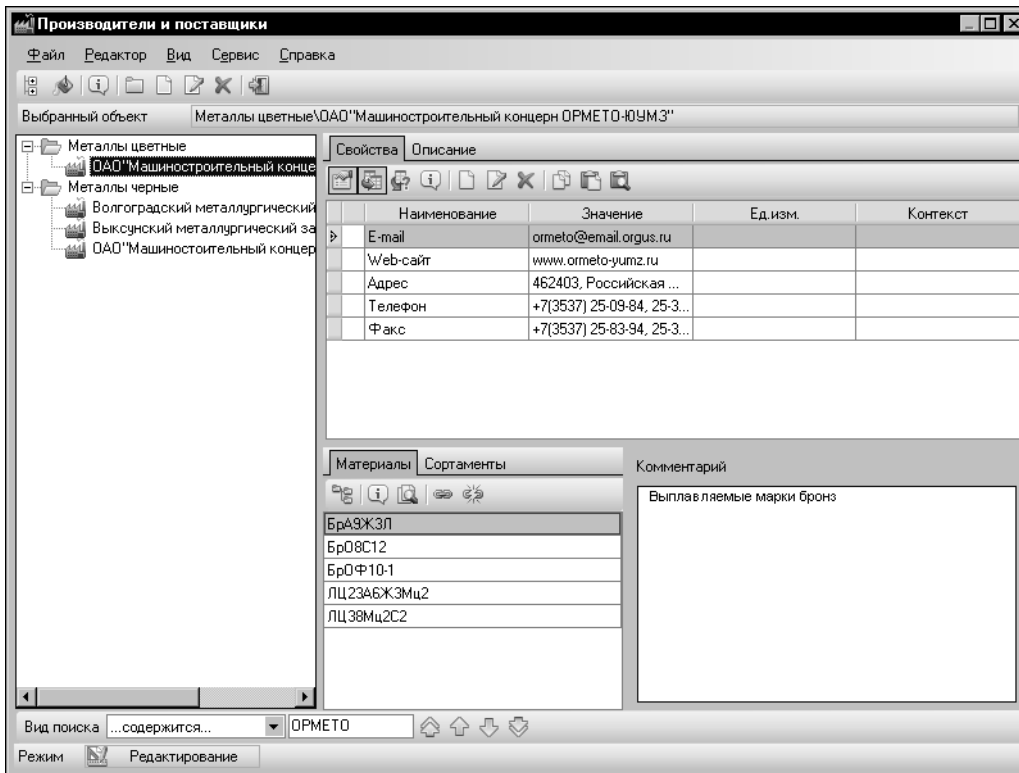 Производители и поставщики
Файл Редактор Вид Сервис Справка
Выбранный объект Металлы цветные\ОАО"Машиностроительный концерн ОРМЕТО-ЮУМЗ"
Металлы цветные
ОАО"Машиностроительный конце
Металлы черные
Волгоградский металлургический
Выксунский металлургический за
ОАО"Машиностоительный концер
Свойства Описание
Наименование Значение Ед.изм. Контекст
E-mail ormeto@email.orgus.ru
Web-сайт www.ormeto-yumz.ru
Адрес 462403, Российская ...
Телефон +7(3537) 25-09-84, 25-3...
Факс +7(3537) 25-83-94, 25-3...
Материалы Сортаменты
БрА9Ж3Л
БрО8С12
БрОФ10-1
ЛЦ23А6Ж3Мц2
ЛЦ38Мц2С2
Комментарий
Выплавляемые марки бронз
Вид поиска ...содержится... ОРМЕТО
Режим Редактирование